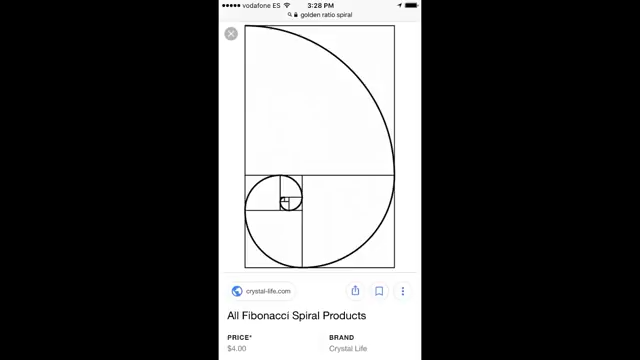 vodafone ES 3:28 PM
golden ratio spiral
crystal-life.com
All Fibonacci Spiral Products
PRICE* BRAND
$4.00 Crystal Life